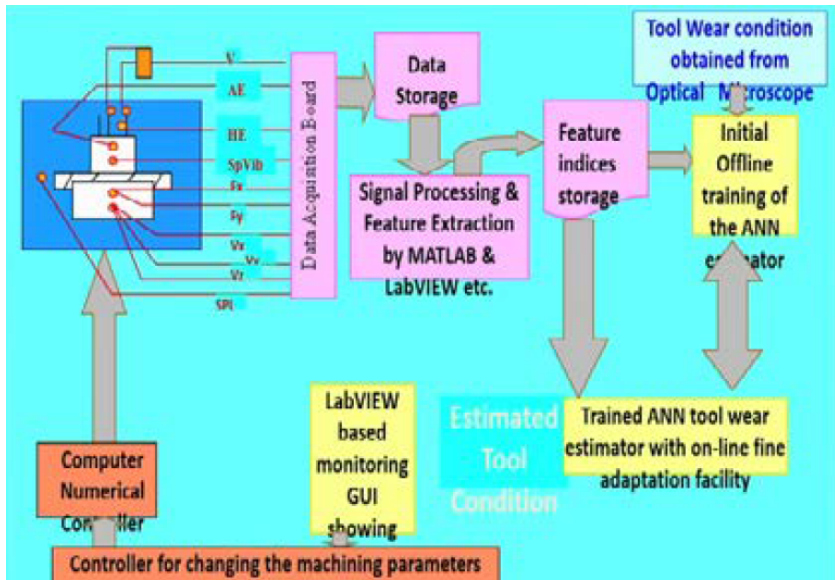 V
AE
HE
SpVib
Fx
Fy
Vx
Vy
Vz
SPL
Data Acquisition Board
Data
Storage
Signal Processing &
Feature Extraction
by MATLAB &
LabVIEW etc.
Feature
indices
storage
Tool Wear condition
obtained from
Optical Microscope
Initial
Offline
training of
the ANN
estimator
Computer
Numerical
Controller
LabVIEW
based
monitoring
GUI
showing
Estimated
Tool
Condition
Trained ANN tool wear
estimator with on-line fine
adaptation facility
Controller for changing the machining parameters